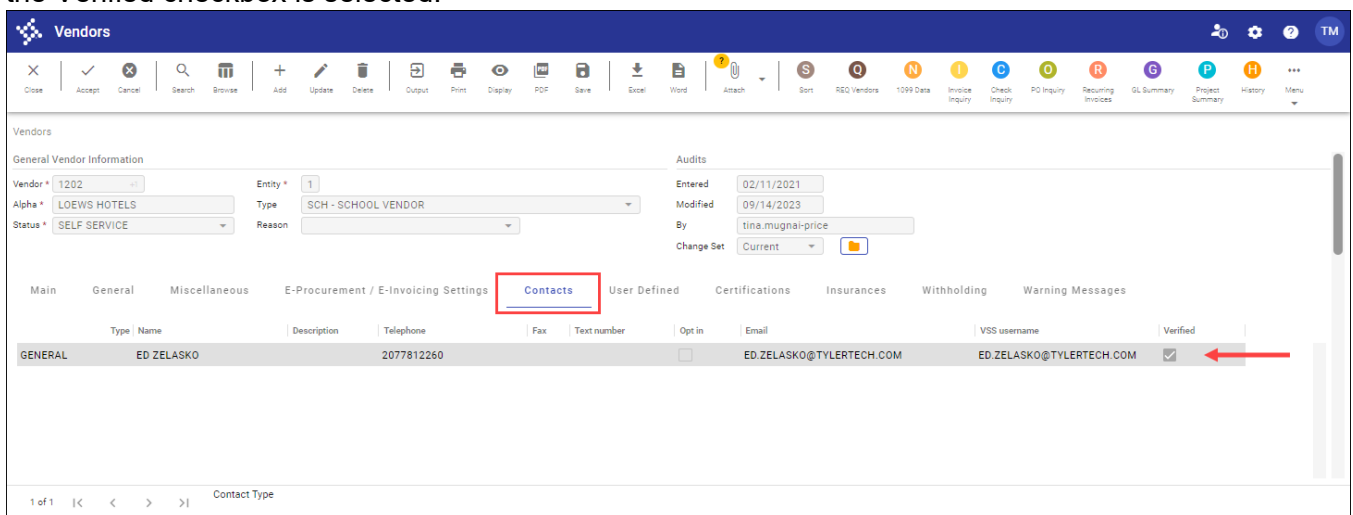 the Verified checkbox is selected.
Vendors
TM
Close Accept Cancel Search Browse Add Update Delete Output Print Display PDF Save Excel Word ? Attach S Sort Q REQ Vendors N 1099 Data I Invoice Inquiry C Check Inquiry O PO Inquiry R Recurring Invoices G GL Summary P Project Summary H History Menu
Vendors
General Vendor Information Audits
Vendor * 1202 +1 Entity * 1 Entered 02/11/2021
Alpha * LOEWS HOTELS Type SCH - SCHOOL VENDOR Modified 09/14/2023
Status * SELF SERVICE Reason By tina.mugnai-price
Change Set Current
Main General Miscellaneous E-Procurement / E-Invoicing Settings Contacts User Defined Certifications Insurances Withholding Warning Messages
Type Name Description Telephone Fax Text number Opt in Email VSS username Verified
GENERAL ED ZELASKO 2077812260 ED.ZELASKO@TYLERTECH.COM ED.ZELASKO@TYLERTECH.COM
1 of 1 Contact Type